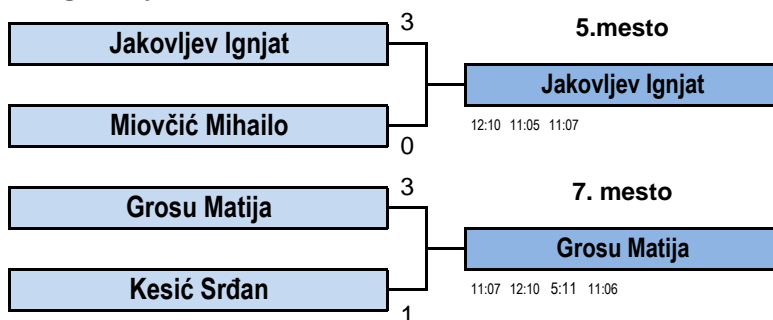 3
5.mesto
Jakovljev Ignjat
Jakovljev Ignjat
Miovčić Mihailo
12:10 11:05 11:07
0
3
7. mesto
Grosu Matija
Grosu Matija
Kesić Srđan
11:07 12:10 5:11 11:06
1